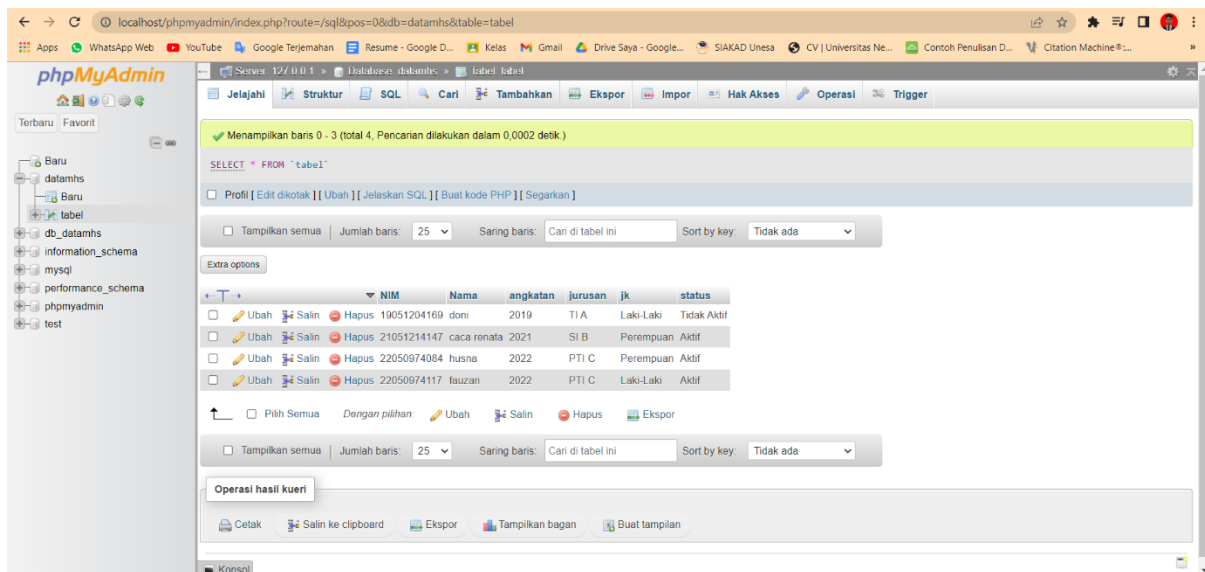 localhost/phpmyadmin/index.php?route=/sql&pos=0&db=datamhs&table=tabel
Apps WhatsApp Web YouTube Google Terjemahan Resume - Google D... Kelas Gmail Drive Saya - Google... SIAKAD Unesa CV | Universitas Ne... Contoh Penulisan D... Citation Machine®:... »
phpMyAdmin
Terbaru Favorit
Baru
datamhs
Baru
tabel
db_datamhs
information_schema
mysql
performance_schema
phpmyadmin
test
Server: 127.0.0.1 » Database: datamhs » Tabel: tabel
Jelajahi Struktur SQL Cari Tambahkan Ekspor Impor Hak Akses Operasi Trigger
Menampilkan baris 0 - 3 (total 4, Pencarian dilakukan dalam 0,0002 detik.)
SELECT * FROM `tabel`
Profil [ Edit dikotak ] [ Ubah ] [ Jelaskan SQL ] [ Buat kode PHP ] [ Segarkan ]
Tampilkan semua | Jumlah baris: 25 Saring baris: Cari di tabel ini Sort by key: Tidak ada
Extra options
←T→ NIM Nama angkatan jurusan jk status
Ubah Salin Hapus 19051204169 doni 2019 TI A Laki-Laki Tidak Aktif
Ubah Salin Hapus 21051214147 caca renata 2021 SI B Perempuan Aktif
Ubah Salin Hapus 22050974084 husna 2022 PTI C Perempuan Aktif
Ubah Salin Hapus 22050974117 fauzan 2022 PTI C Laki-Laki Aktif
Pilih Semua Dengan pilihan: Ubah Salin Hapus Ekspor
Tampilkan semua | Jumlah baris: 25 Saring baris: Cari di tabel ini Sort by key: Tidak ada
Operasi hasil kueri
Cetak Salin ke clipboard Ekspor Tampilkan bagan Buat tampilan
Konsol